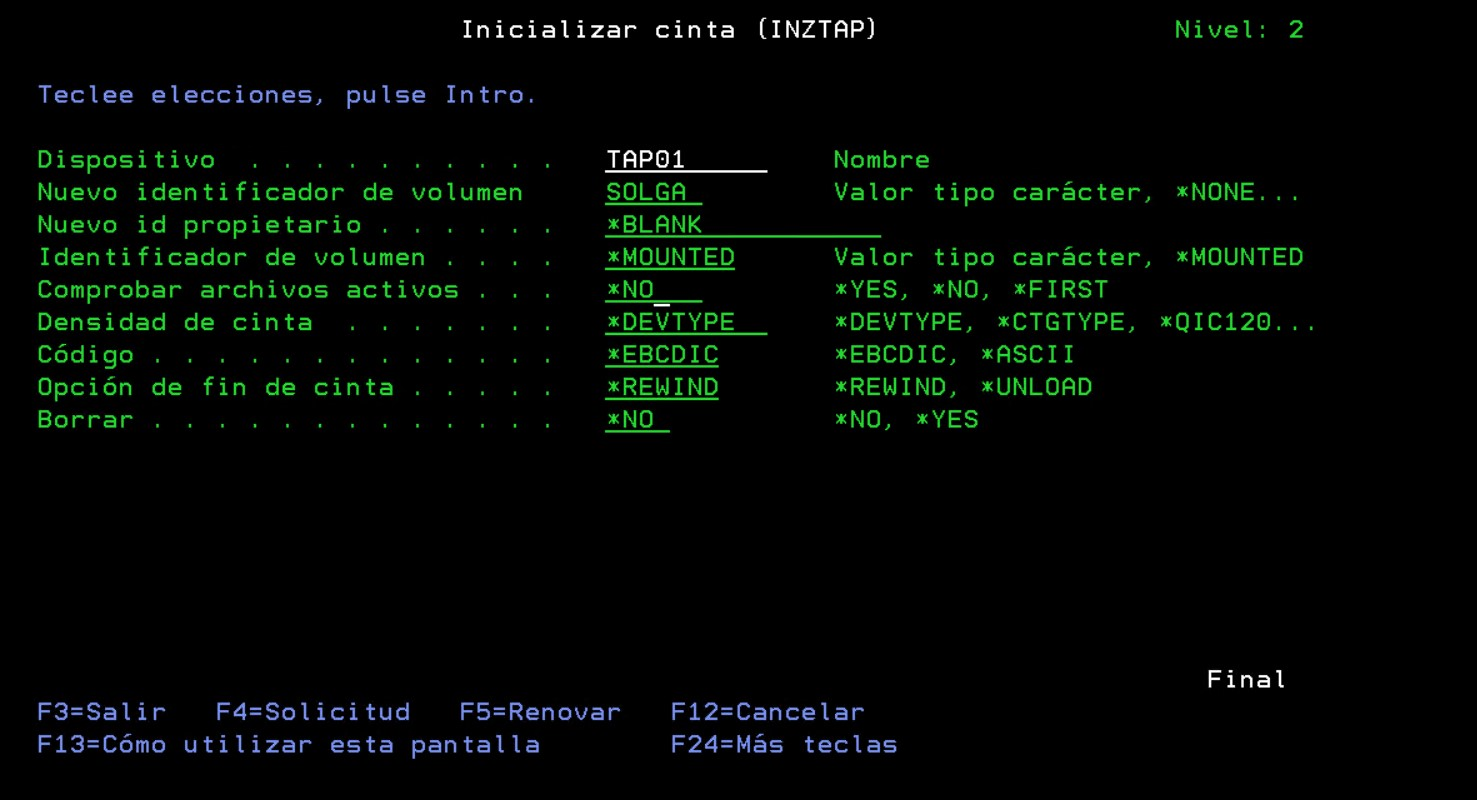 Inicializar cinta (INZTAP) Nivel: 2
Teclee elecciones, pulse Intro.
Dispositivo . . . . . . . . . . TAP01 Nombre
Nuevo identificador de volumen SOLGA Valor tipo carácter, *NONE...
Nuevo id propietario . . . . . . *BLANK
Identificador de volumen . . . . *MOUNTED Valor tipo carácter, *MOUNTED
Comprobar archivos activos . . . *NO *YES, *NO, *FIRST
Densidad de cinta . . . . . . . *DEVTYPE *DEVTYPE, *CTGTYPE, *QIC120...
Código . . . . . . . . . . . . . *EBCDIC *EBCDIC, *ASCII
Opción de fin de cinta . . . . . *REWIND *REWIND, *UNLOAD
Borrar . . . . . . . . . . . . . *NO *NO, *YES
Final
F3=Salir F4=Solicitud F5=Renovar F12=Cancelar
F13=Cómo utilizar esta pantalla F24=Más teclas